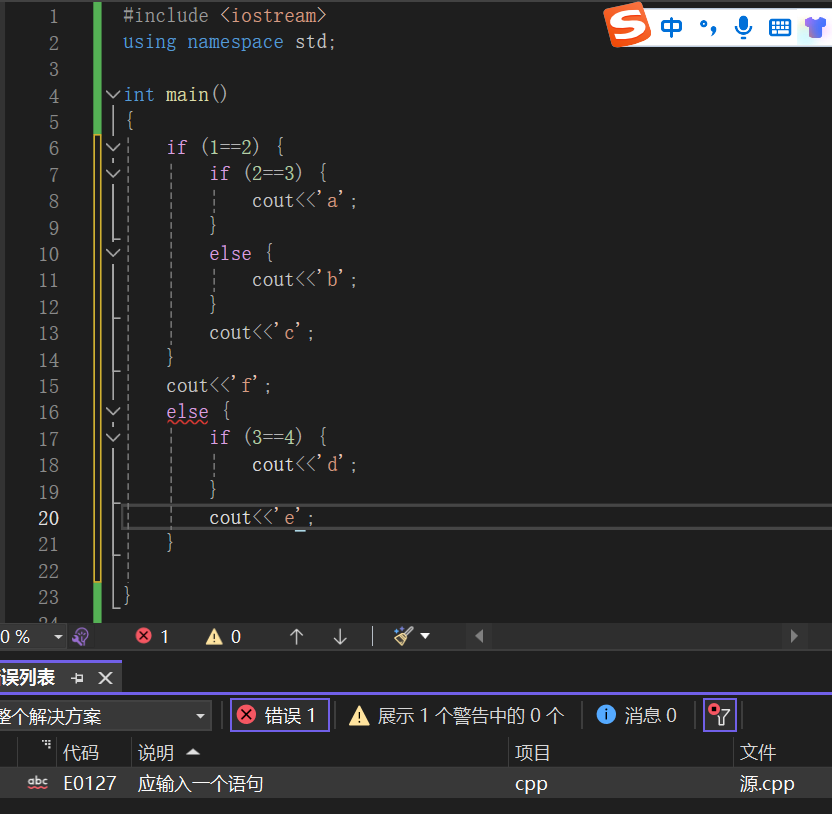 1 #include <iostream>
2 using namespace std;
3
4 int main()
5 {
6 if (1==2) {
7 if (2==3) {
8 cout<<'a';
9 }
10 else {
11 cout<<'b';
12 }
13 cout<<'c';
14 }
15 cout<<'f';
16 else {
17 if (3==4) {
18 cout<<'d';
19 }
20 cout<<'e';
21 }
22
23 }
S 中 °,
0 % 1 0
误列表
整个解决方案 错误 1 展示 1 个警告中的 0 个 消息 0
代码 说明 项目 文件
abc E0127 应输入一个语句 cpp 源.cpp